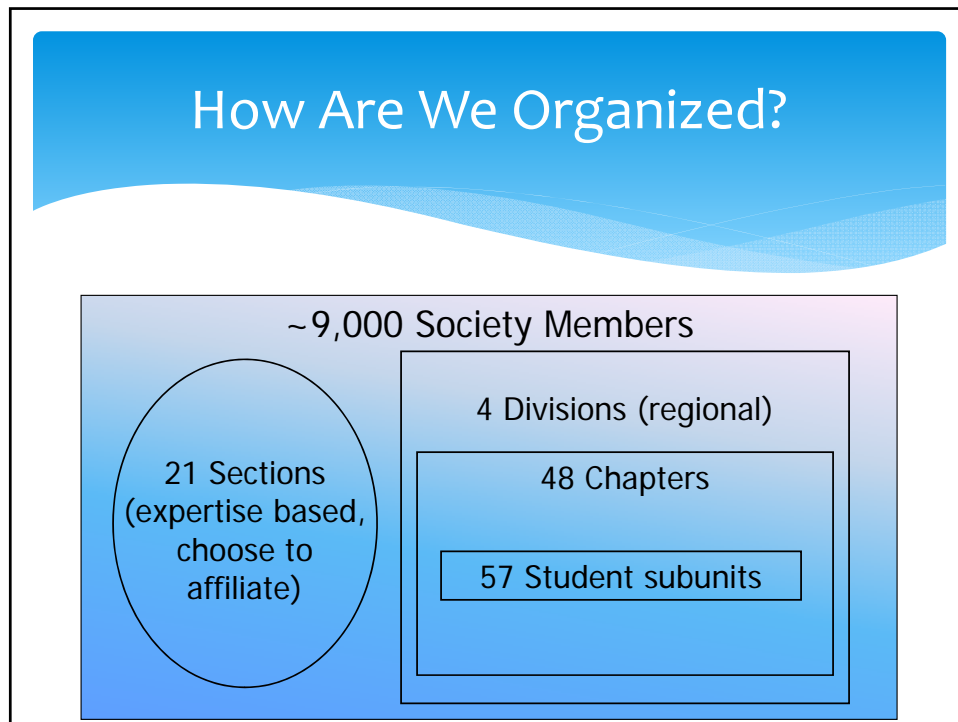 How Are We Organized?
~9,000 Society Members
21 Sections
(expertise based,
choose to
affiliate)
4 Divisions (regional)
48 Chapters
57 Student subunits